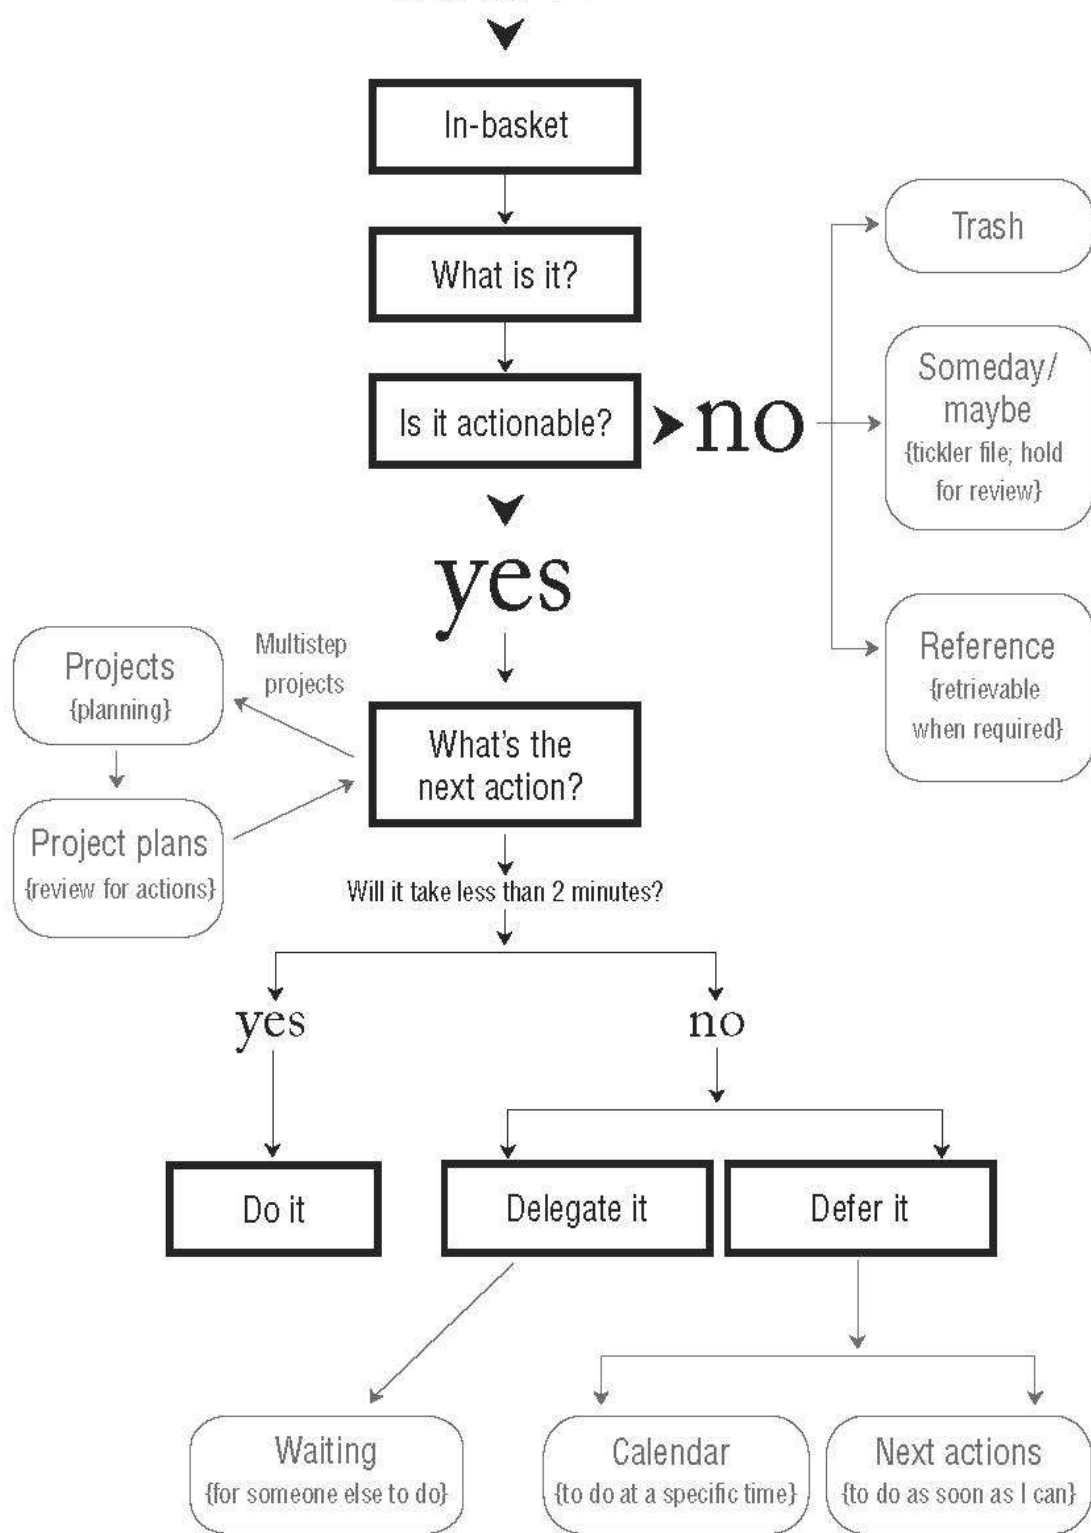 In-basket
What is it?
Is it actionable?
no
Trash
Someday/
maybe
{tickler file; hold
for review}
Reference
{retrievable
when required}
yes
Multistep
projects
Projects
{planning}
Project plans
{review for actions}
What's the
next action?
Will it take less than 2 minutes?
yes
no
Do it
Delegate it
Defer it
Waiting
{for someone else to do}
Calendar
{to do at a specific time}
Next actions
{to do as soon as I can}